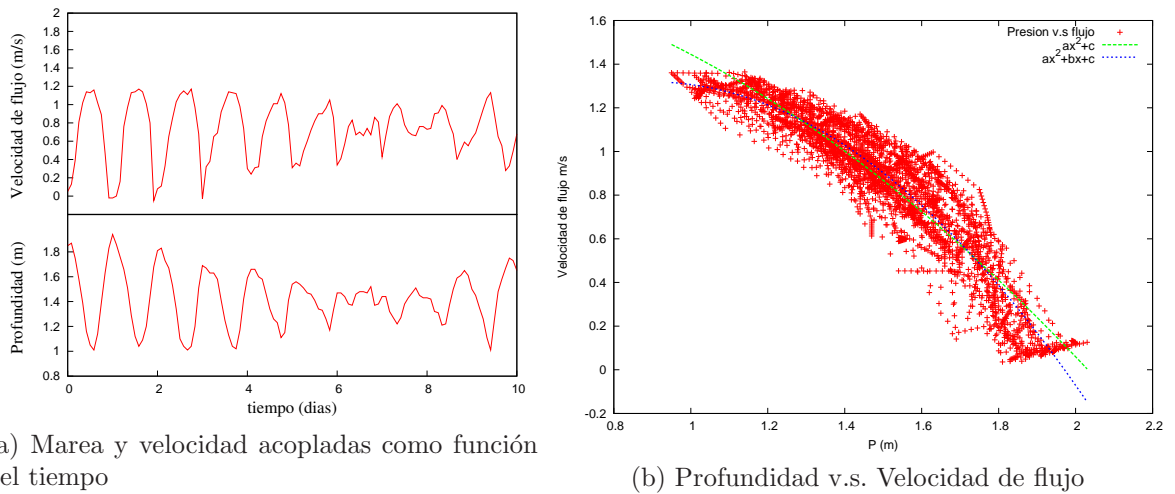 2
1.8
1.6
1.4
1.2
1
0.8
0.6
0.4
0.2
0
Velocidad de flujo (m/s)
1.8
1.6
1.4
1.2
1
0.8
Profundidad (m)
0 2 4 6 8 10
tiempo (dias)
a) Marea y velocidad acopladas como función
el tiempo
1.6
1.4
1.2
1
0.8
0.6
0.4
0.2
0
-0.2
Velocidad de flujo m/s
Presion v.s flujo
ax²+c
ax²+bx+c
0.8 1 1.2 1.4 1.6 1.8 2 2.2
P (m)
(b) Profundidad v.s. Velocidad de flujo